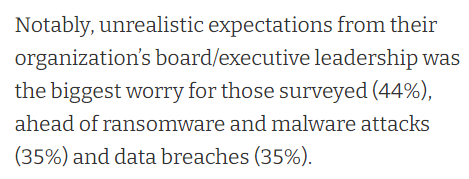 Notably, unrealistic expectations from their
organization’s board/executive leadership was
the biggest worry for those surveyed (44%),
ahead of ransomware and malware attacks
(35%) and data breaches (35%).